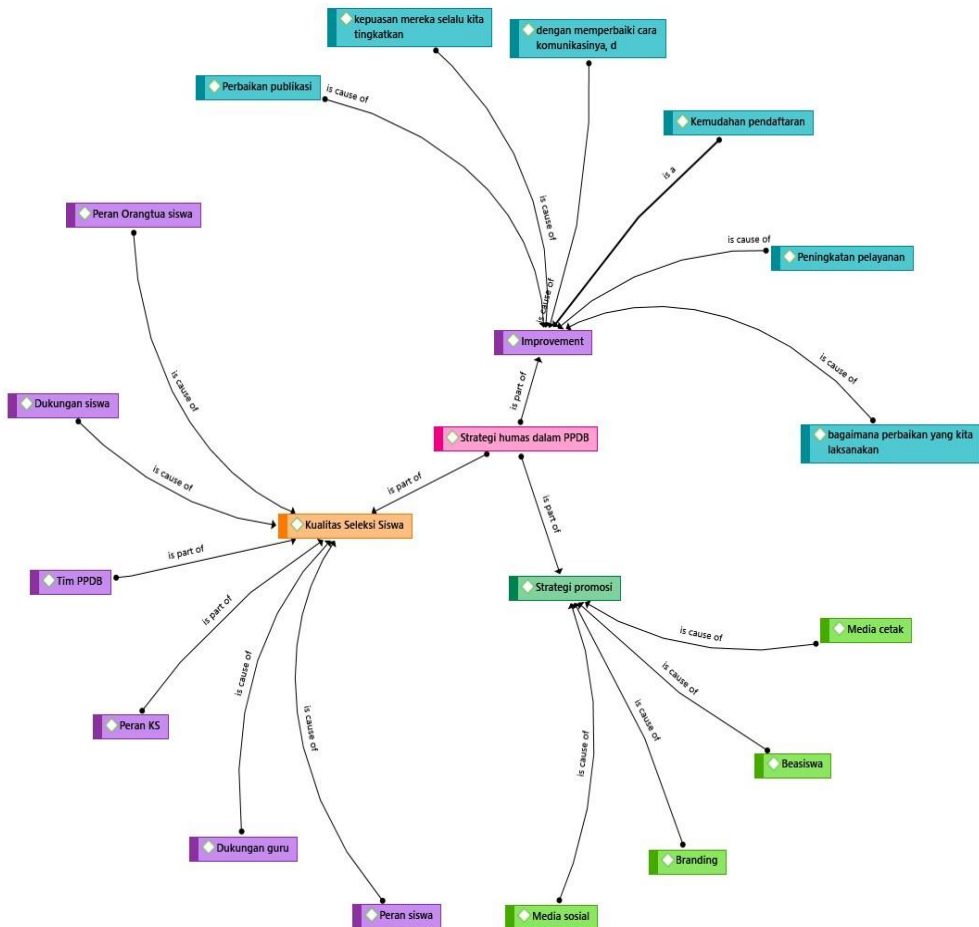 kepuasan mereka selalu kita
tingkatkan
dengan memperbaiki cara
komunikasinya, d
Perbaikan publikasi
is cause of
Kemudahan pendaftaran
is a
Peran Orangtua siswa
is cause of
Peningkatan pelayanan
is cause of
is cause of
is cause of
Improvement
is cause of
is part of
is cause of
Dukungan siswa
Strategi humas dalam PPDB
bagaimana perbaikan yang kita
laksanakan
is cause of
is part of
is part of
Kualitas Seleksi Siswa
is part of
Tim PPDB
Strategi promosi
is part of
Media cetak
is cause of
is cause of
is cause of
Peran KS
is cause of
is cause of
is cause of
Beasiswa
Dukungan guru
Branding
Peran siswa
Media sosial